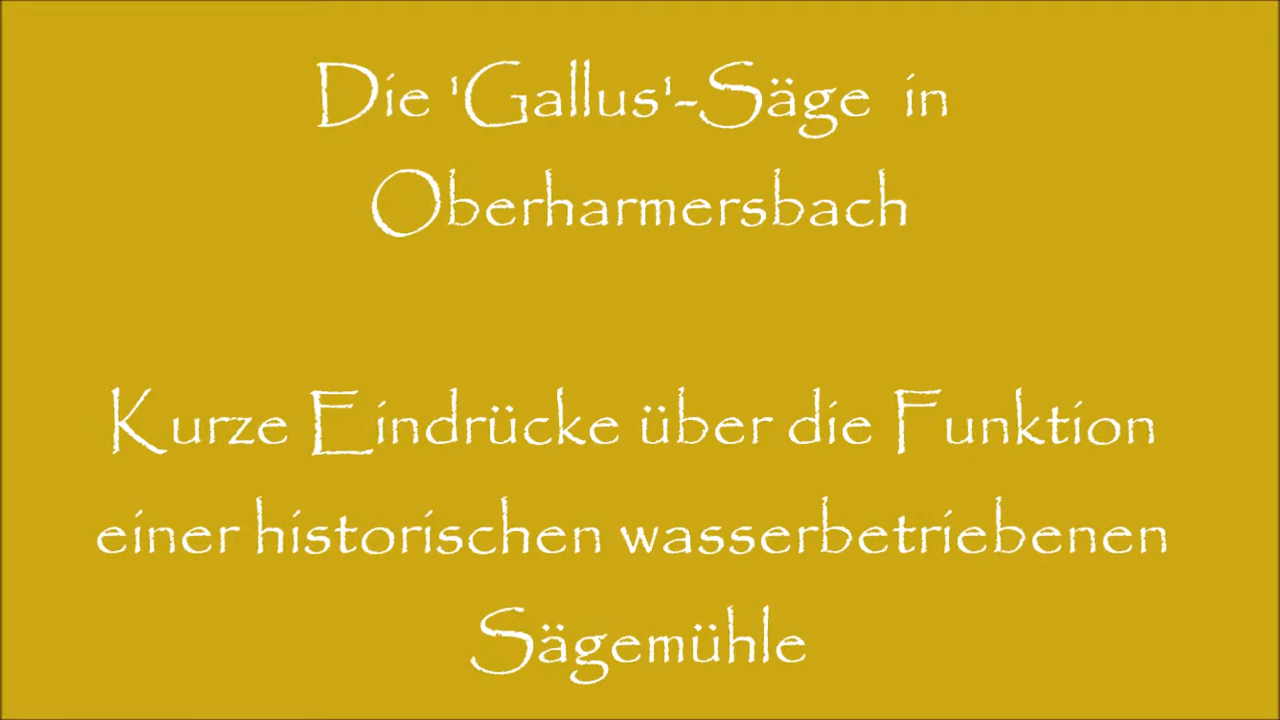 Die 'Gallus'-Säge in
Oberharmersbach
Kurze Eindrücke über die Funktion
einer historischen wasserbetriebenen
Sägemühle